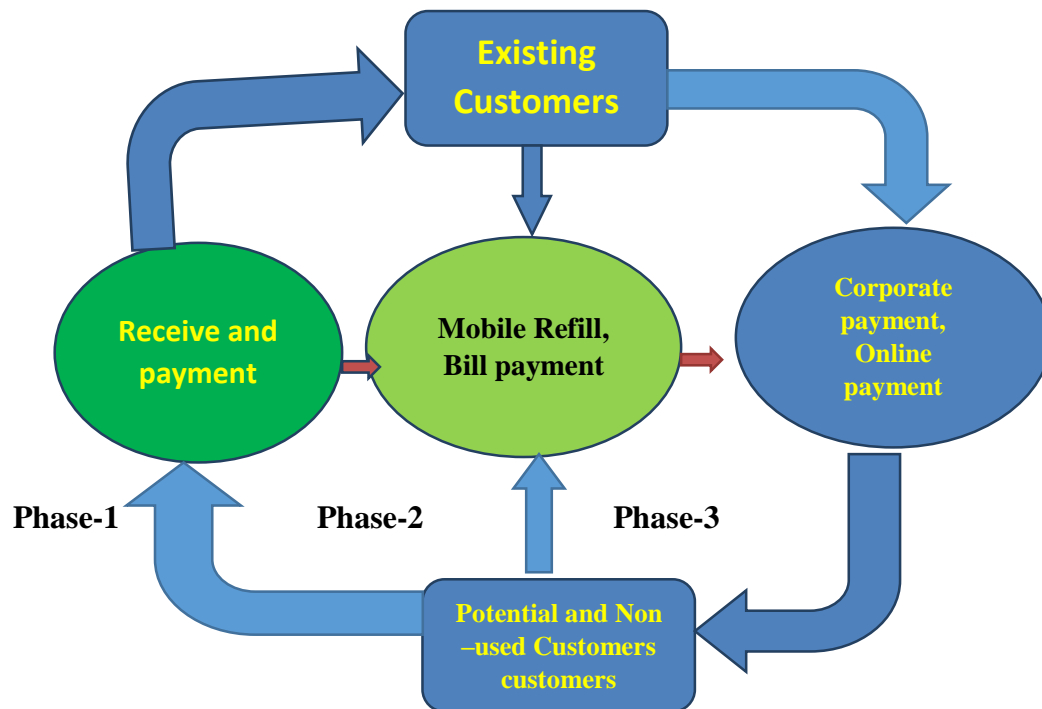 Existing
Customers
Receive and
payment
Mobile Refill,
Bill payment
Corporate
payment,
Online
payment
Phase-1
Phase-2
Phase-3
Potential and Non
–used Customers
customers